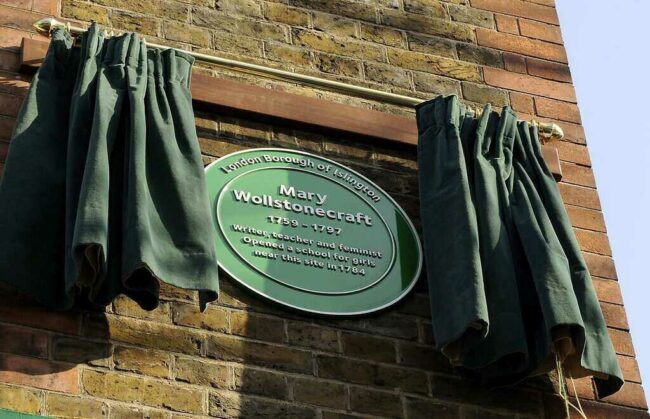 London Borough of Islington
Mary
Wollstonecraft
1759 - 1797
Writer, teacher and feminist
Opened a school for girls
near this site in 1784